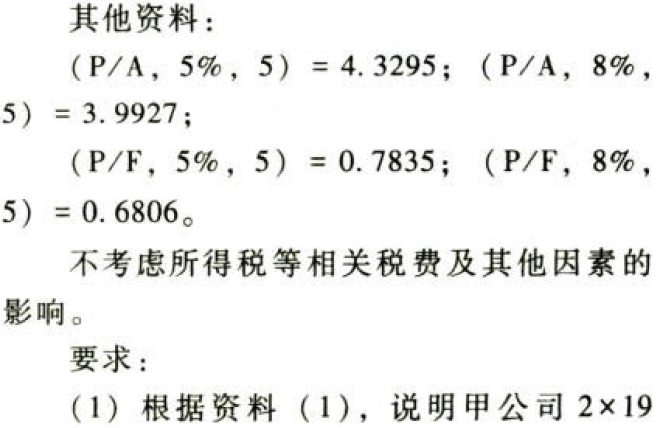 其他资料：
(P/A，5%，5) = 4.3295；(P/A，8%，
5) = 3.9927；
(P/F，5%，5) = 0.7835；(P/F，8%，
5) = 0.6806。
不考虑所得税等相关税费及其他因素的
影响。
要求：
(1) 根据资料 (1)，说明甲公司 2×19